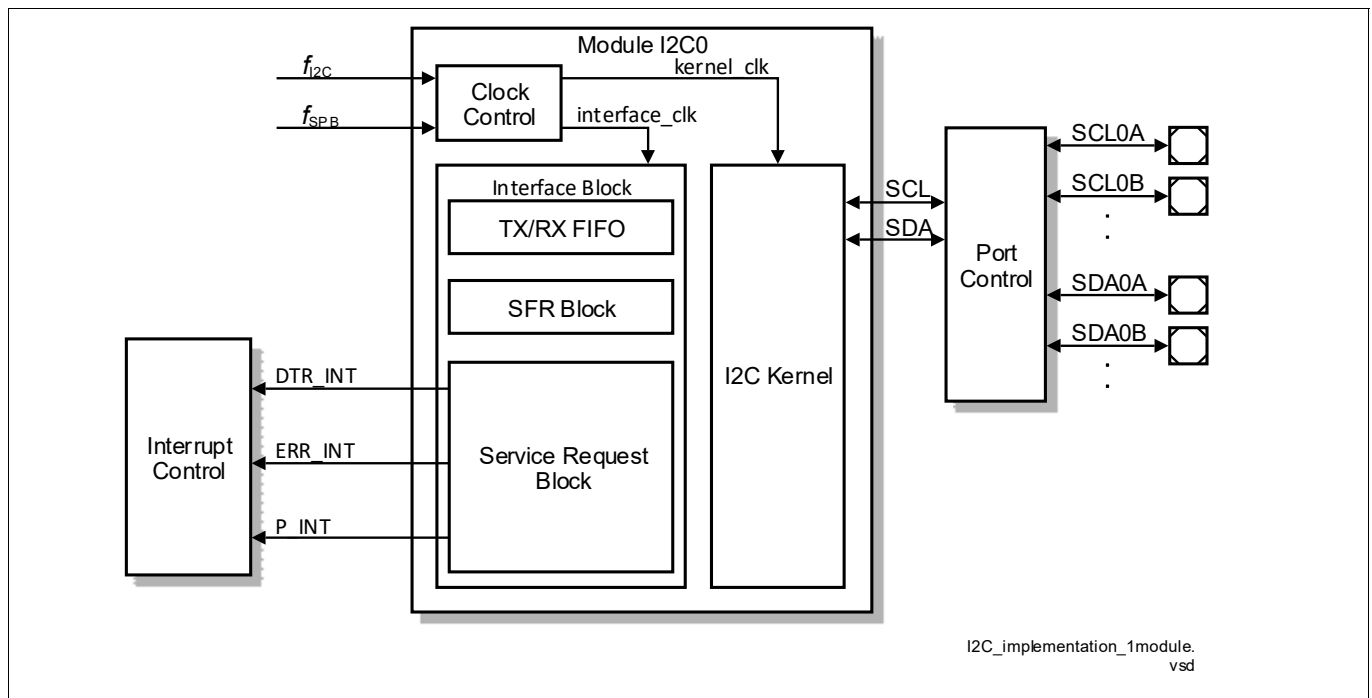 Module I2C0
fI2C
kernel_clk
Clock
Control
fSPB
interface_clk
SCL0A
SCL0B
.
.
Interface Block
TX/RX FIFO
SCL
SDA
Port
Control
SDA0A
SDA0B
.
.
SFR Block
I2C Kernel
DTR_INT
Interrupt
Control
ERR_INT
Service Request
Block
P_INT
I2C_implementation_1module.
vsd